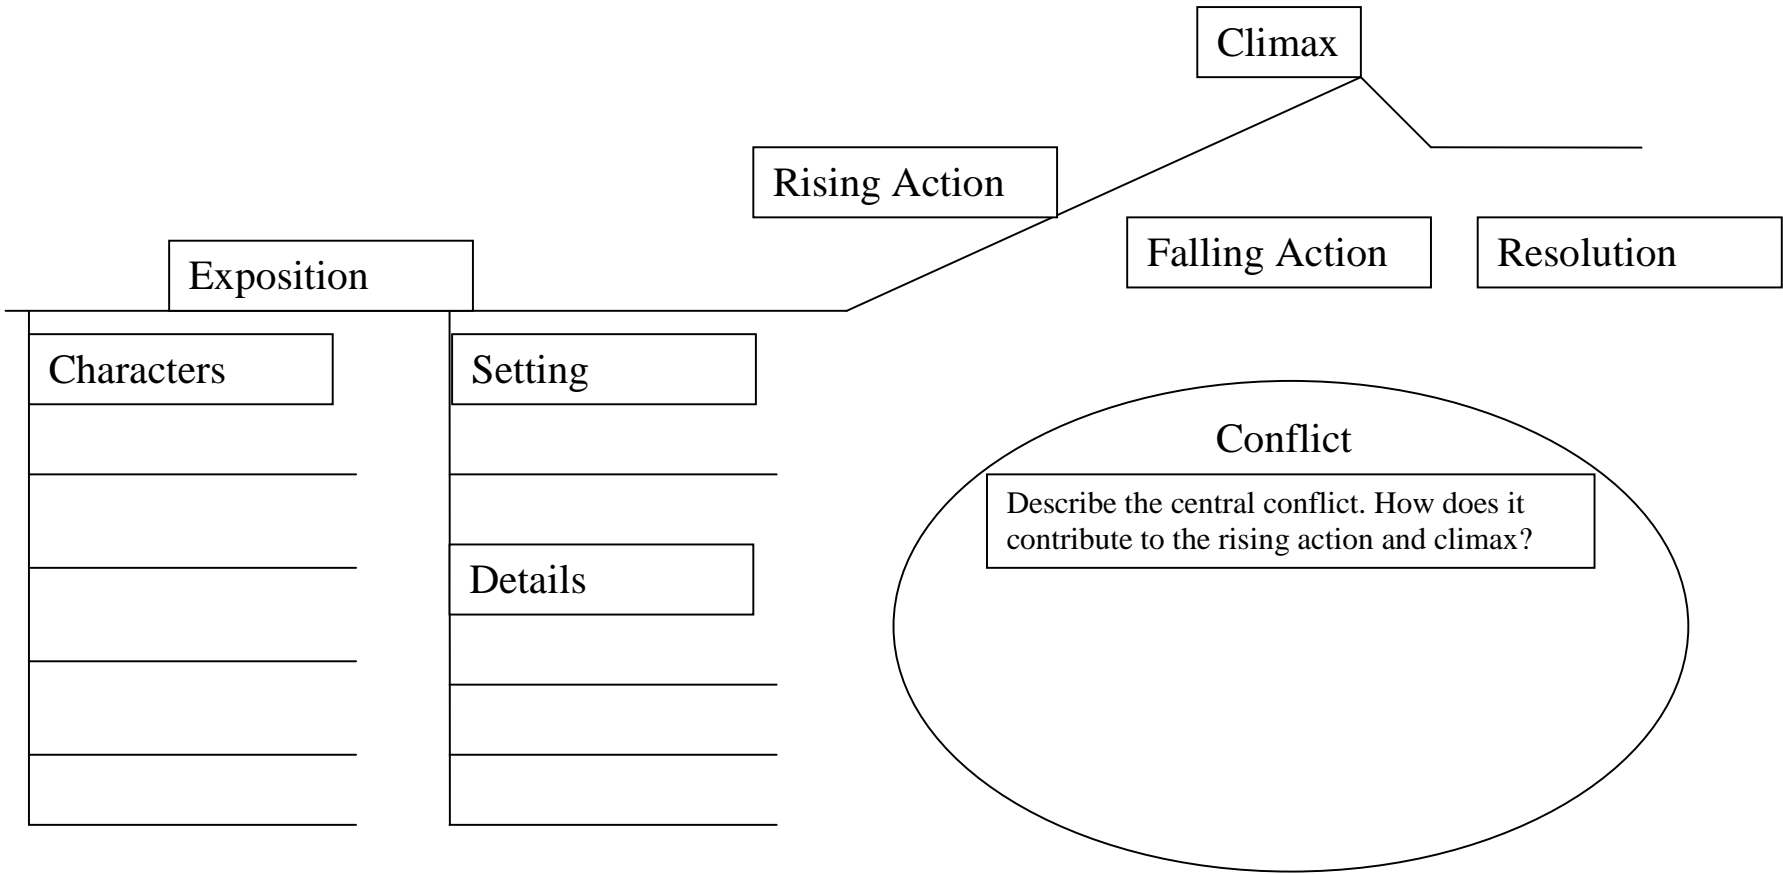 Climax
Rising Action
Falling Action
Resolution
Exposition
Characters
Setting
Conflict
Describe the central conflict. How does it
contribute to the rising action and climax?
Details